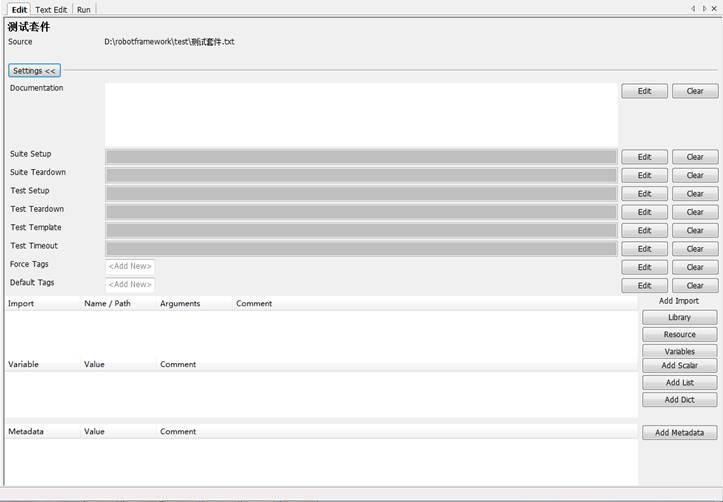 Edit Text Edit Run
测试套件
Source D:\robotframework\test\测试套件.txt
Settings <<
Documentation Edit Clear
Suite Setup Edit Clear
Suite Teardown Edit Clear
Test Setup Edit Clear
Test Teardown Edit Clear
Test Template Edit Clear
Test Timeout Edit Clear
Force Tags <Add New> Edit Clear
Default Tags <Add New> Edit Clear
Import Name / Path Arguments Comment Add Import
Library
Resource
Variables
Variable Value Comment Add Scalar
Add List
Add Dict
Metadata Value Comment Add Metadata